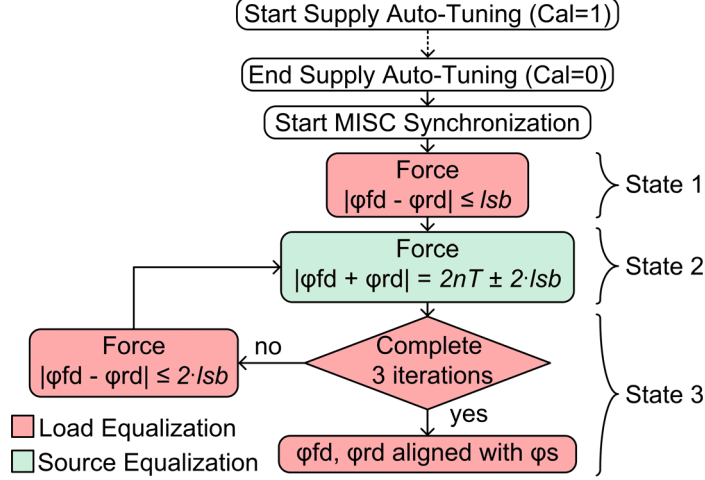 Start Supply Auto-Tuning (Cal=1)
End Supply Auto-Tuning (Cal=0)
Start MISC Synchronization
Force
|φfd - φrd| ≤ lsb
State 1
Force
|φfd + φrd| = 2nT ± 2·lsb
State 2
Complete
3 iterations
no
Force
|φfd - φrd| ≤ 2·lsb
State 3
yes
φfd, φrd aligned with φs
Load Equalization
Source Equalization